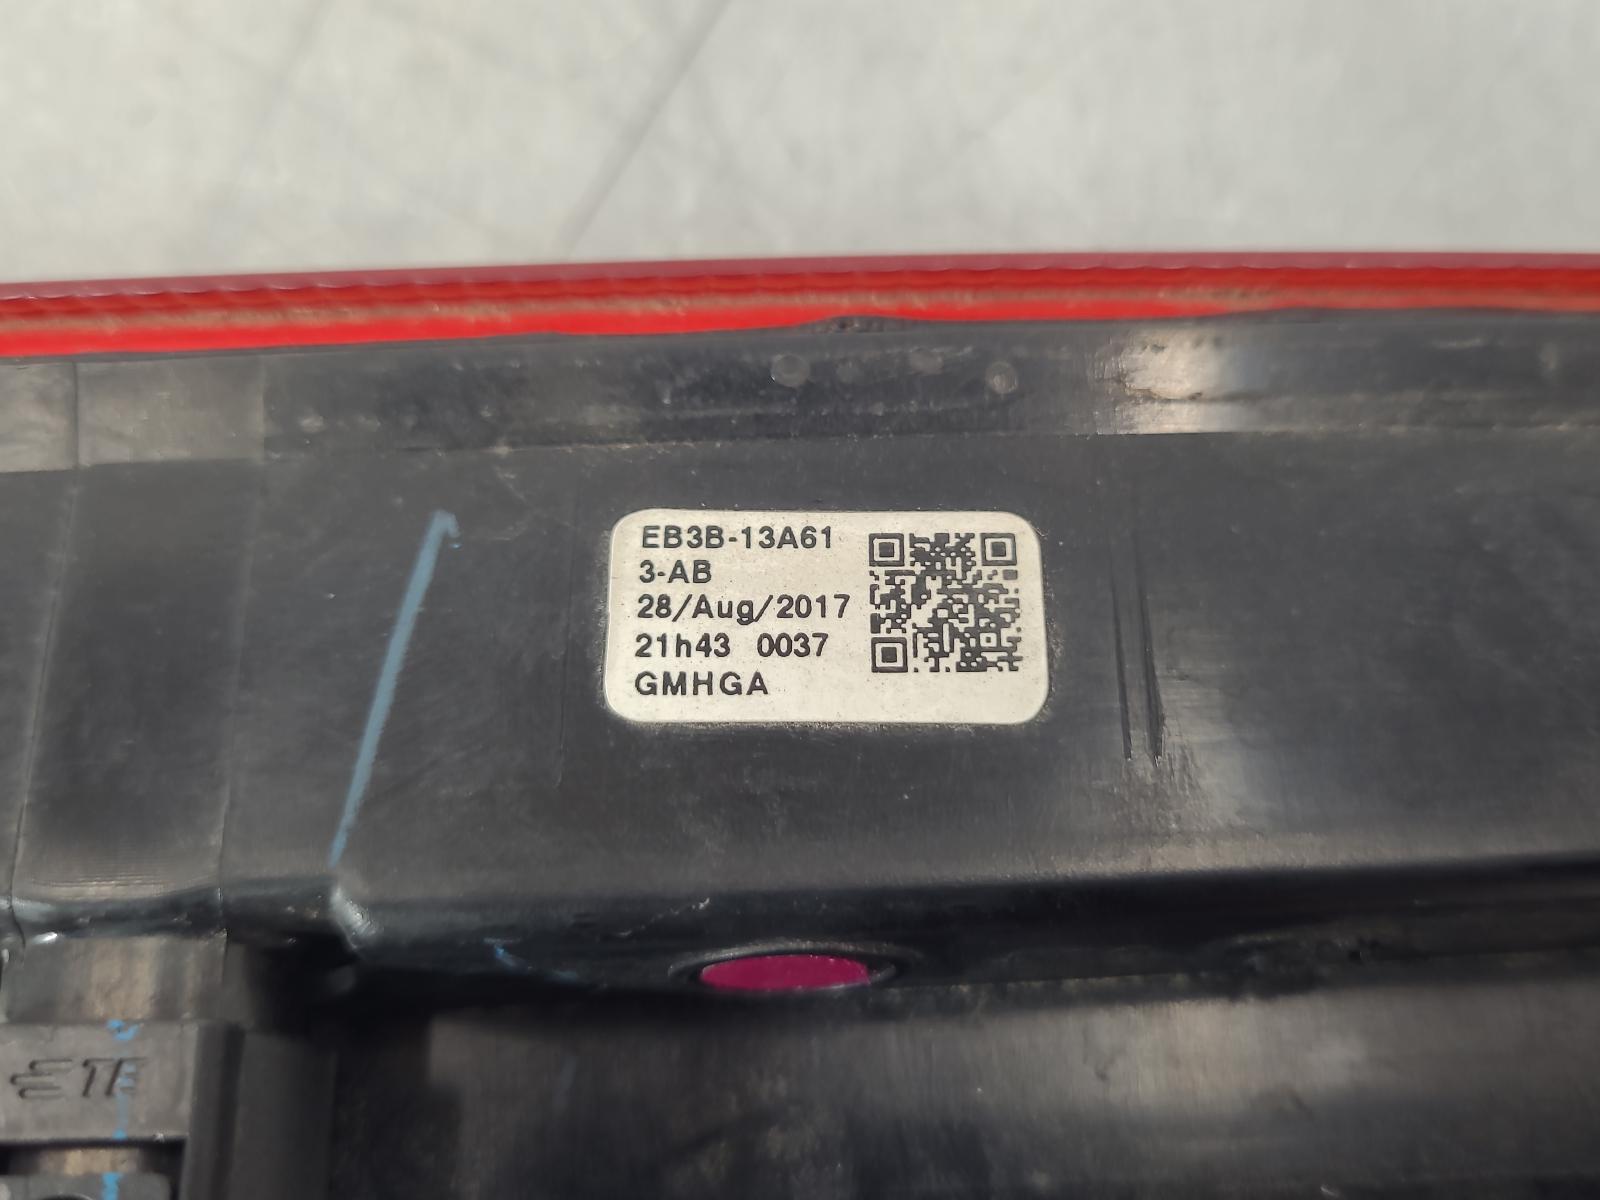 EB3B-13A61
3-AB
28/Aug/2017
21h43 0037
GMHGA